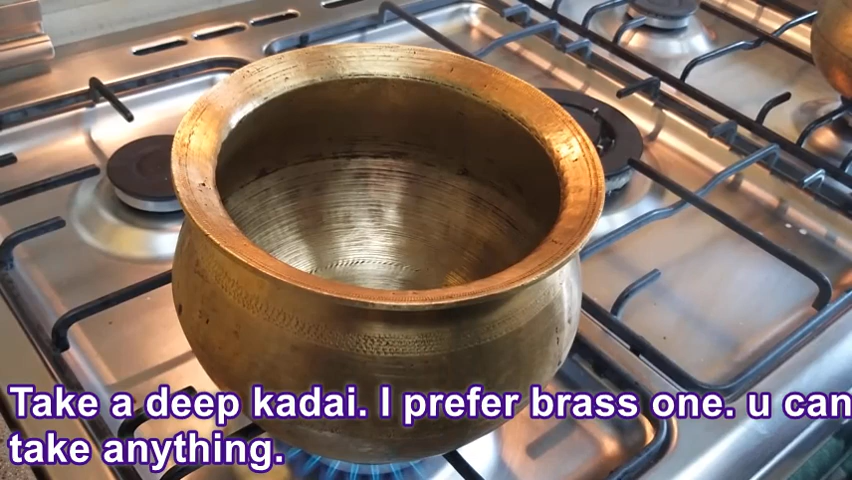 Take a deep kadai. I prefer brass one. u can
take anything.